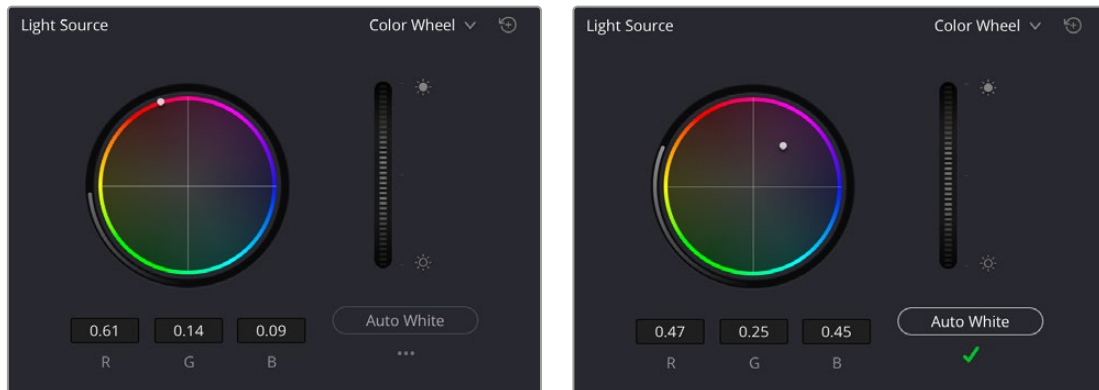 Light Source Color Wheel
0.61 0.14 0.09 Auto White
R G B
Light Source Color Wheel
0.47 0.25 0.45 Auto White
R G B